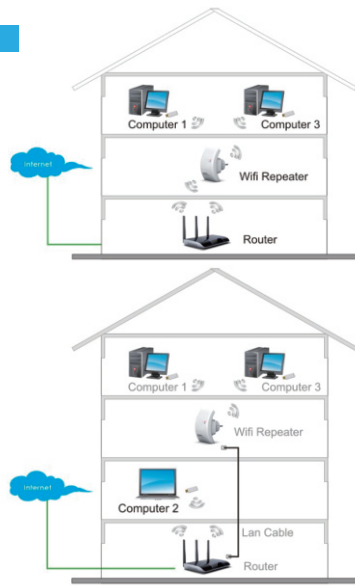 Computer 1
Computer 3
Internet
Wifi Repeater
Router
Computer 1
Computer 3
Wifi Repeater
Internet
Computer 2
Lan Cable
Router